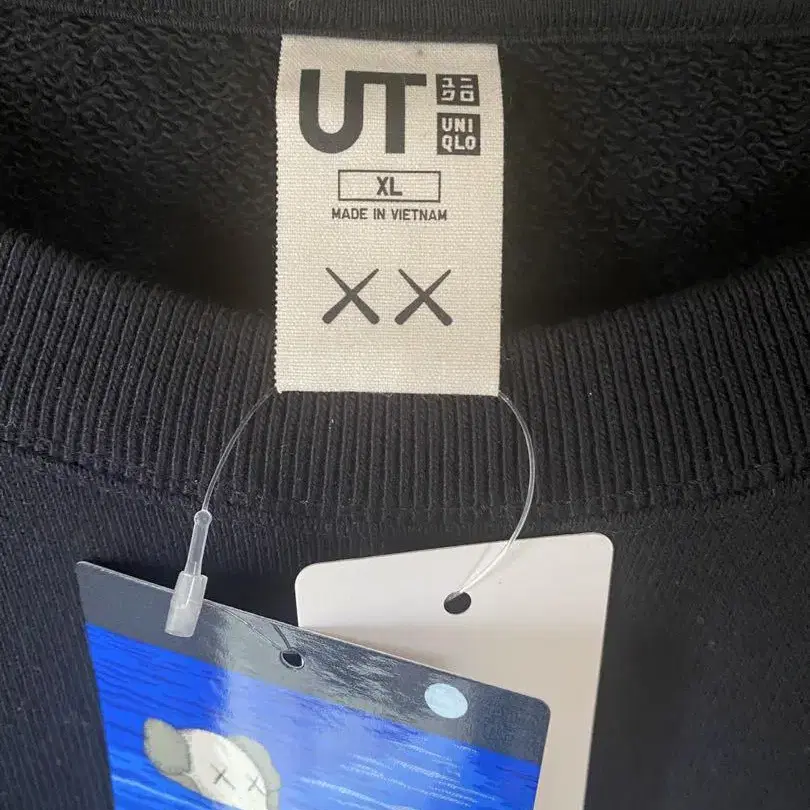 UT
ユニ
クロ
UNI
QLO
XL
MADE IN VIETNAM
XX